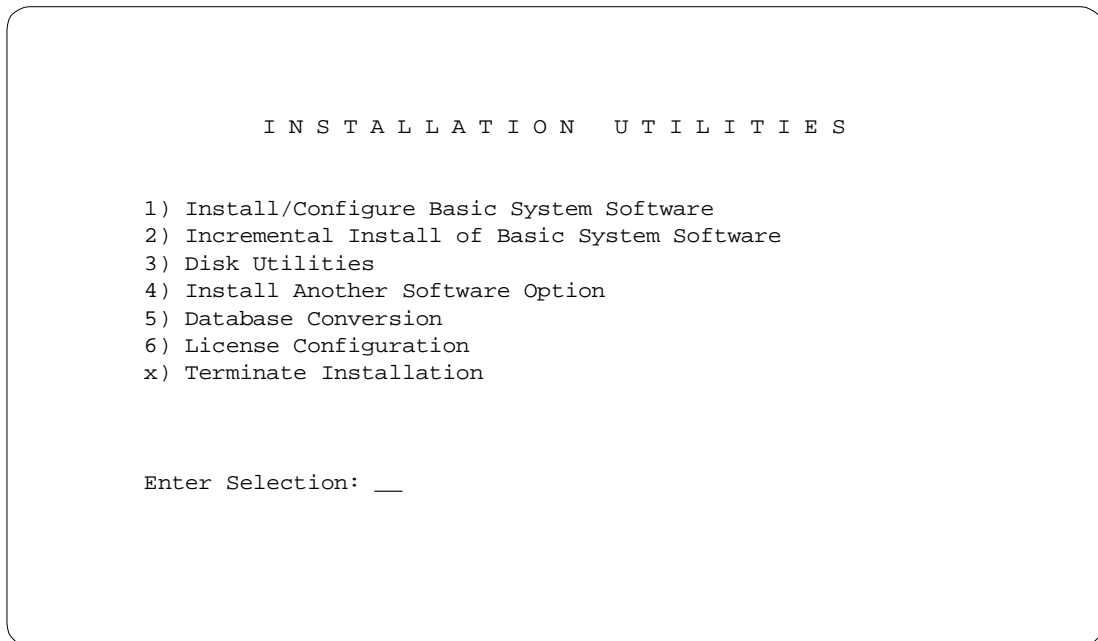 I N S T A L L A T I O N   U T I L I T I E S
1) Install/Configure Basic System Software
2) Incremental Install of Basic System Software
3) Disk Utilities
4) Install Another Software Option
5) Database Conversion
6) License Configuration
x) Terminate Installation
Enter Selection: __